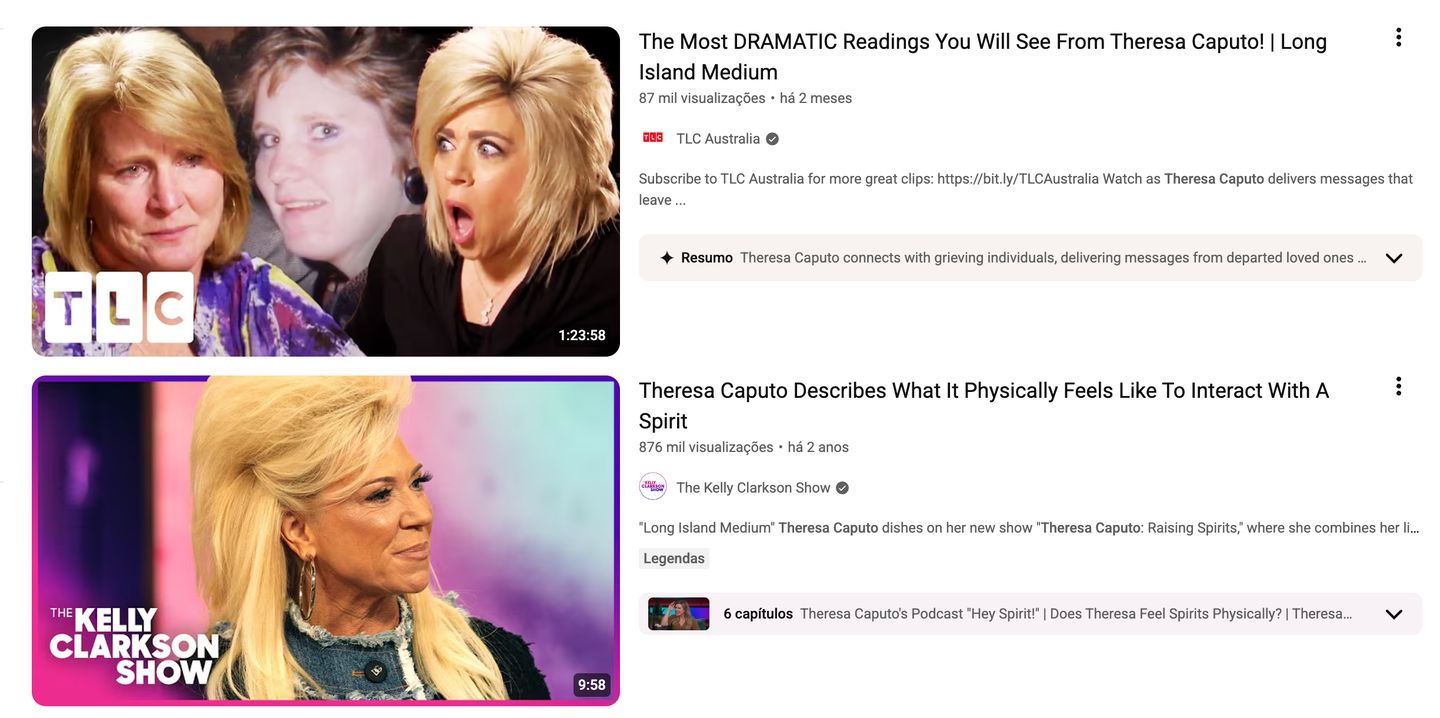 The Most DRAMATIC Readings You Will See From Theresa Caputo! | Long
Island Medium
87 mil visualizações • há 2 meses
TLC
TLC Australia
Subscribe to TLC Australia for more great clips: https://bit.ly/TLCAustralia Watch as Theresa Caputo delivers messages that
leave ...
Resumo Theresa Caputo connects with grieving individuals, delivering messages from departed loved ones ...
TLC
1:23:58
Theresa Caputo Describes What It Physically Feels Like To Interact With A
Spirit
876 mil visualizações • há 2 anos
KELLY
CLARKSON
SHOW
The Kelly Clarkson Show
"Long Island Medium" Theresa Caputo dishes on her new show "Theresa Caputo: Raising Spirits," where she combines her li...
Legendas
6 capítulos Theresa Caputo's Podcast "Hey Spirit!" | Does Theresa Feel Spirits Physically? | Theresa...
THE KELLY
CLARKSON
SHOW
9:58